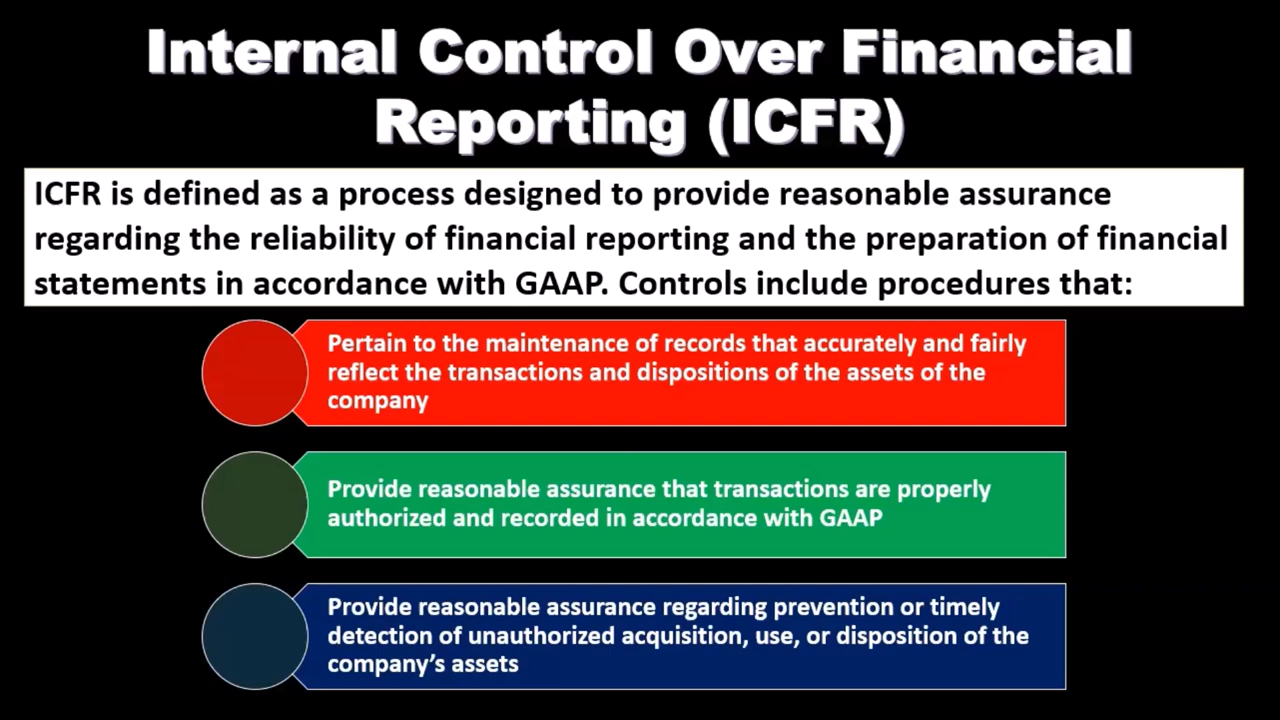 Internal Control Over Financial
Reporting (ICFR)
ICFR is defined as a process designed to provide reasonable assurance
regarding the reliability of financial reporting and the preparation of financial
statements in accordance with GAAP. Controls include procedures that:
Pertain to the maintenance of records that accurately and fairly
reflect the transactions and dispositions of the assets of the
company
Provide reasonable assurance that transactions are properly
authorized and recorded in accordance with GAAP
Provide reasonable assurance regarding prevention or timely
detection of unauthorized acquisition, use, or disposition of the
company’s assets